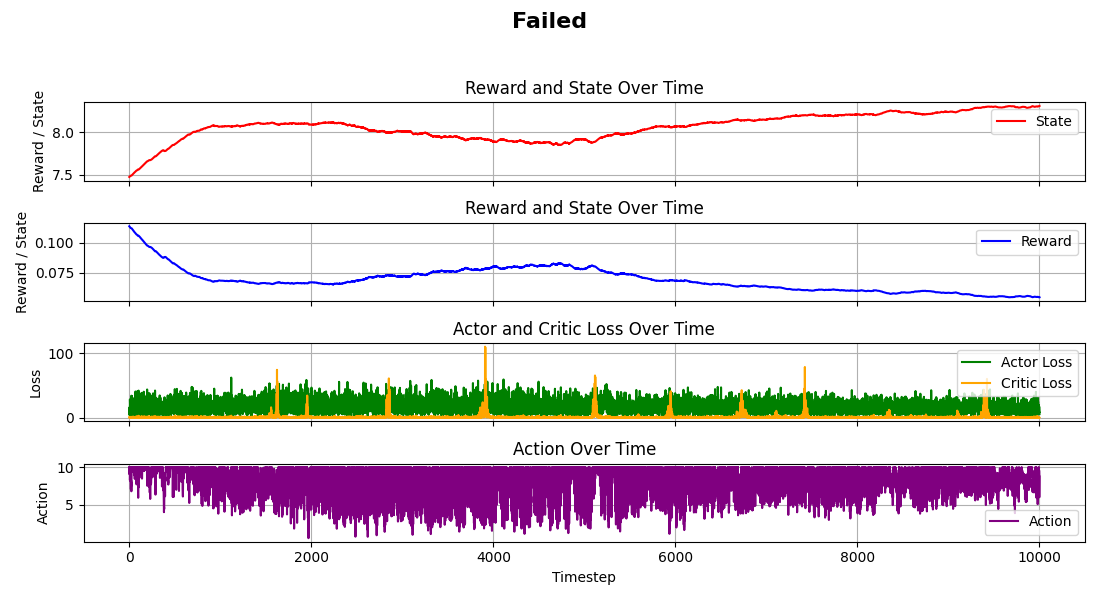 Failed
Reward and State Over Time
Reward / State
8.0
7.5
State
Reward and State Over Time
Reward / State
0.100
0.075
Reward
Actor and Critic Loss Over Time
Loss
100
0
Actor Loss
Critic Loss
Action Over Time
Action
10
5
Action
0 2000 4000 6000 8000 10000
Timestep